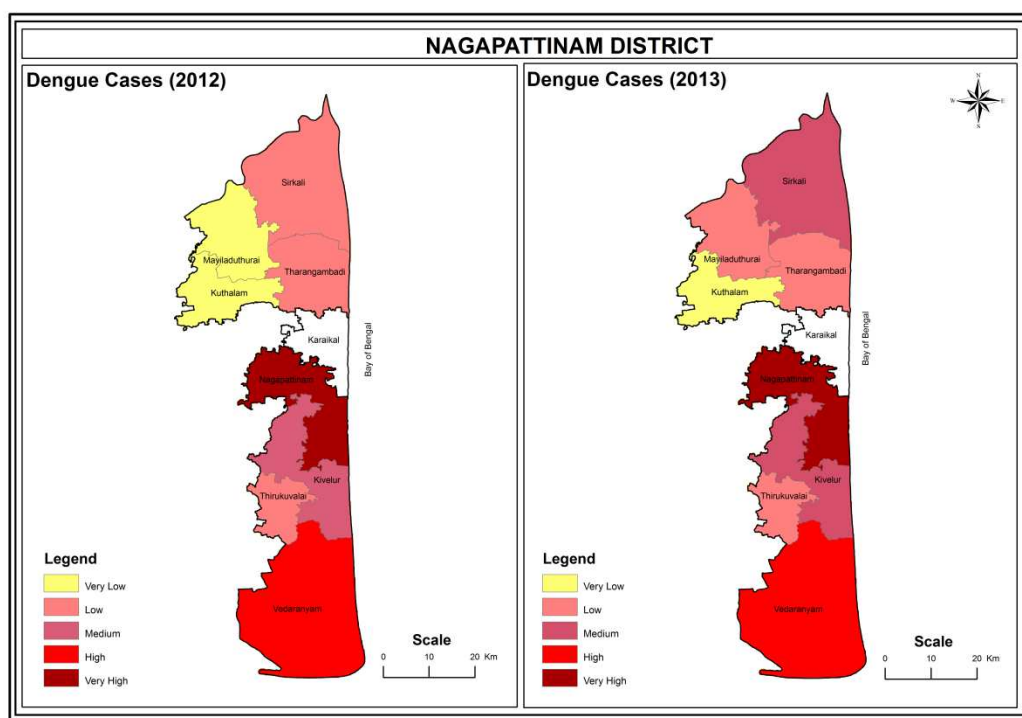 NAGAPATTINAM DISTRICT
Dengue Cases (2012)
Sirkali
Mayiladuthurai
Tharangambadi
Kuthalam
Karaikal
Bay of Bengal
Nagapattinam
Kivelur
Thirukuvalai
Vedaranyam
Legend
Very Low
Low
Medium
High
Very High
Scale
0 10 20 Km
Dengue Cases (2013)
N
W E
S
Sirkali
Mayiladuthurai
Tharangambadi
Kuthalam
Karaikal
Bay of Bengal
Nagapattinam
Kivelur
Thirukuvalai
Vedaranyam
Legend
Very Low
Low
Medium
High
Very High
Scale
0 10 20 Km